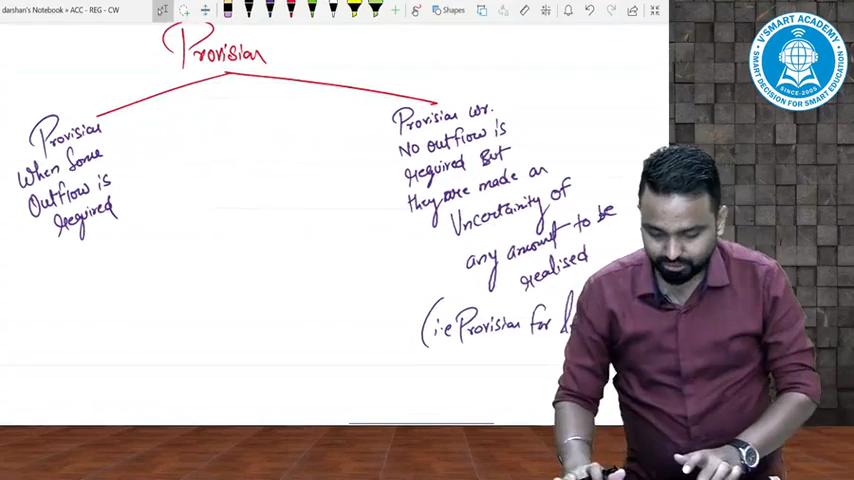 darshan's Notebook » ACC - REG - CW
Shapes
Provision
Provision
When Some
Outflow is
required
Provision wr.
No outflow is
required But
they are made an
Uncertainity of
any amount to be
realised
(i.e Provision for
V'SMART ACADEMY
SINCE-2005
SMART DECISION FOR SMART EDUCATION